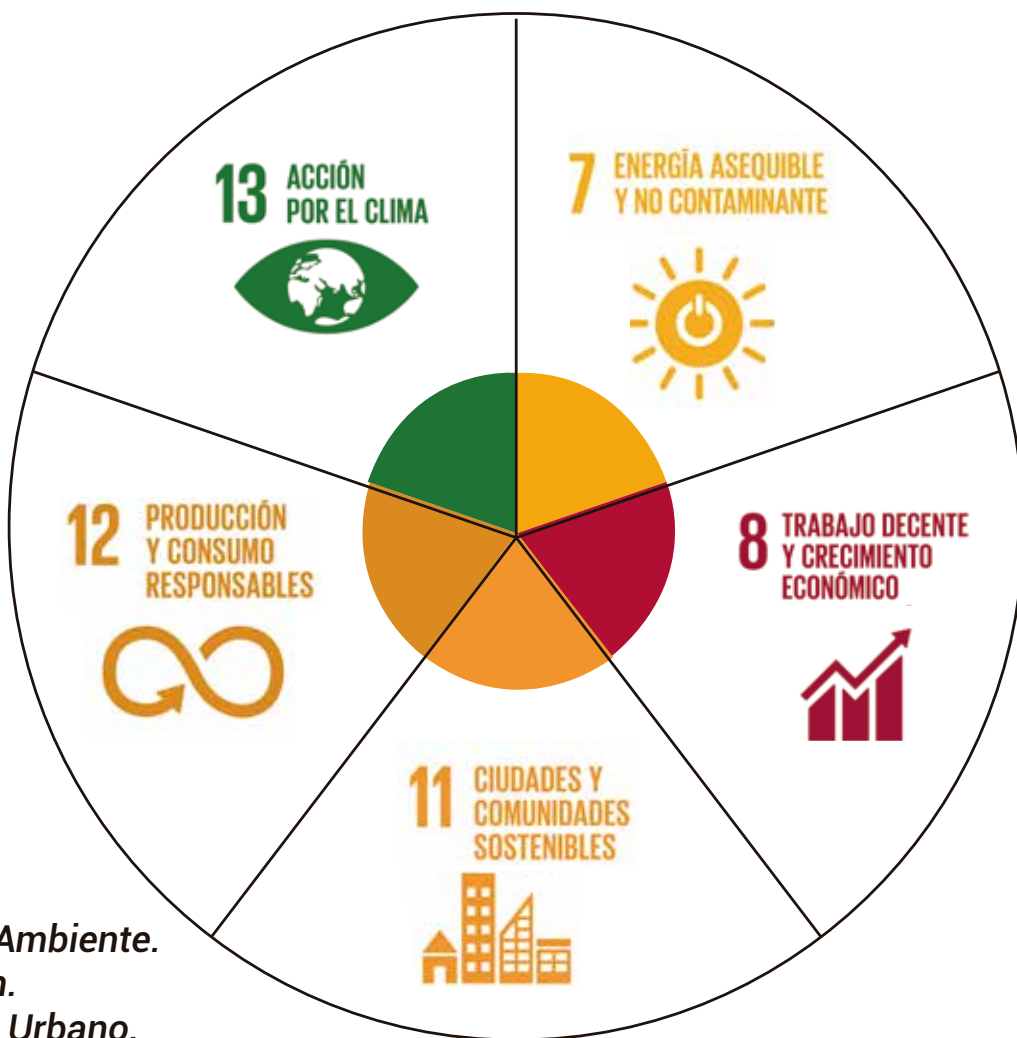 13 ACCIÓN
POR EL CLIMA
7 ENERGÍA ASEQUIBLE
Y NO CONTAMINANTE
12 PRODUCCIÓN
Y CONSUMO
RESPONSABLES
8 TRABAJO DECENTE
Y CRECIMIENTO
ECONÓMICO
11 CIUDADES Y
COMUNIDADES
SOSTENIBLES
Ambiente.
Urbano.